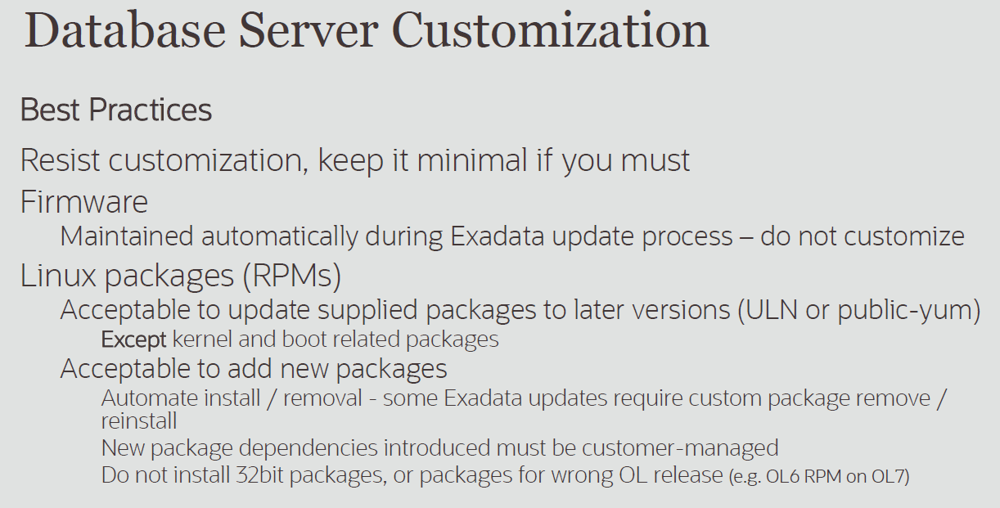 Database Server Customization
Best Practices
Resist customization, keep it minimal if you must
Firmware
Maintained automatically during Exadata update process – do not customize
Linux packages (RPMs)
Acceptable to update supplied packages to later versions (ULN or public-yum)
Except kernel and boot related packages
Acceptable to add new packages
Automate install / removal - some Exadata updates require custom package remove /
reinstall
New package dependencies introduced must be customer-managed
Do not install 32bit packages, or packages for wrong OL release (e.g. OL6 RPM on OL7)